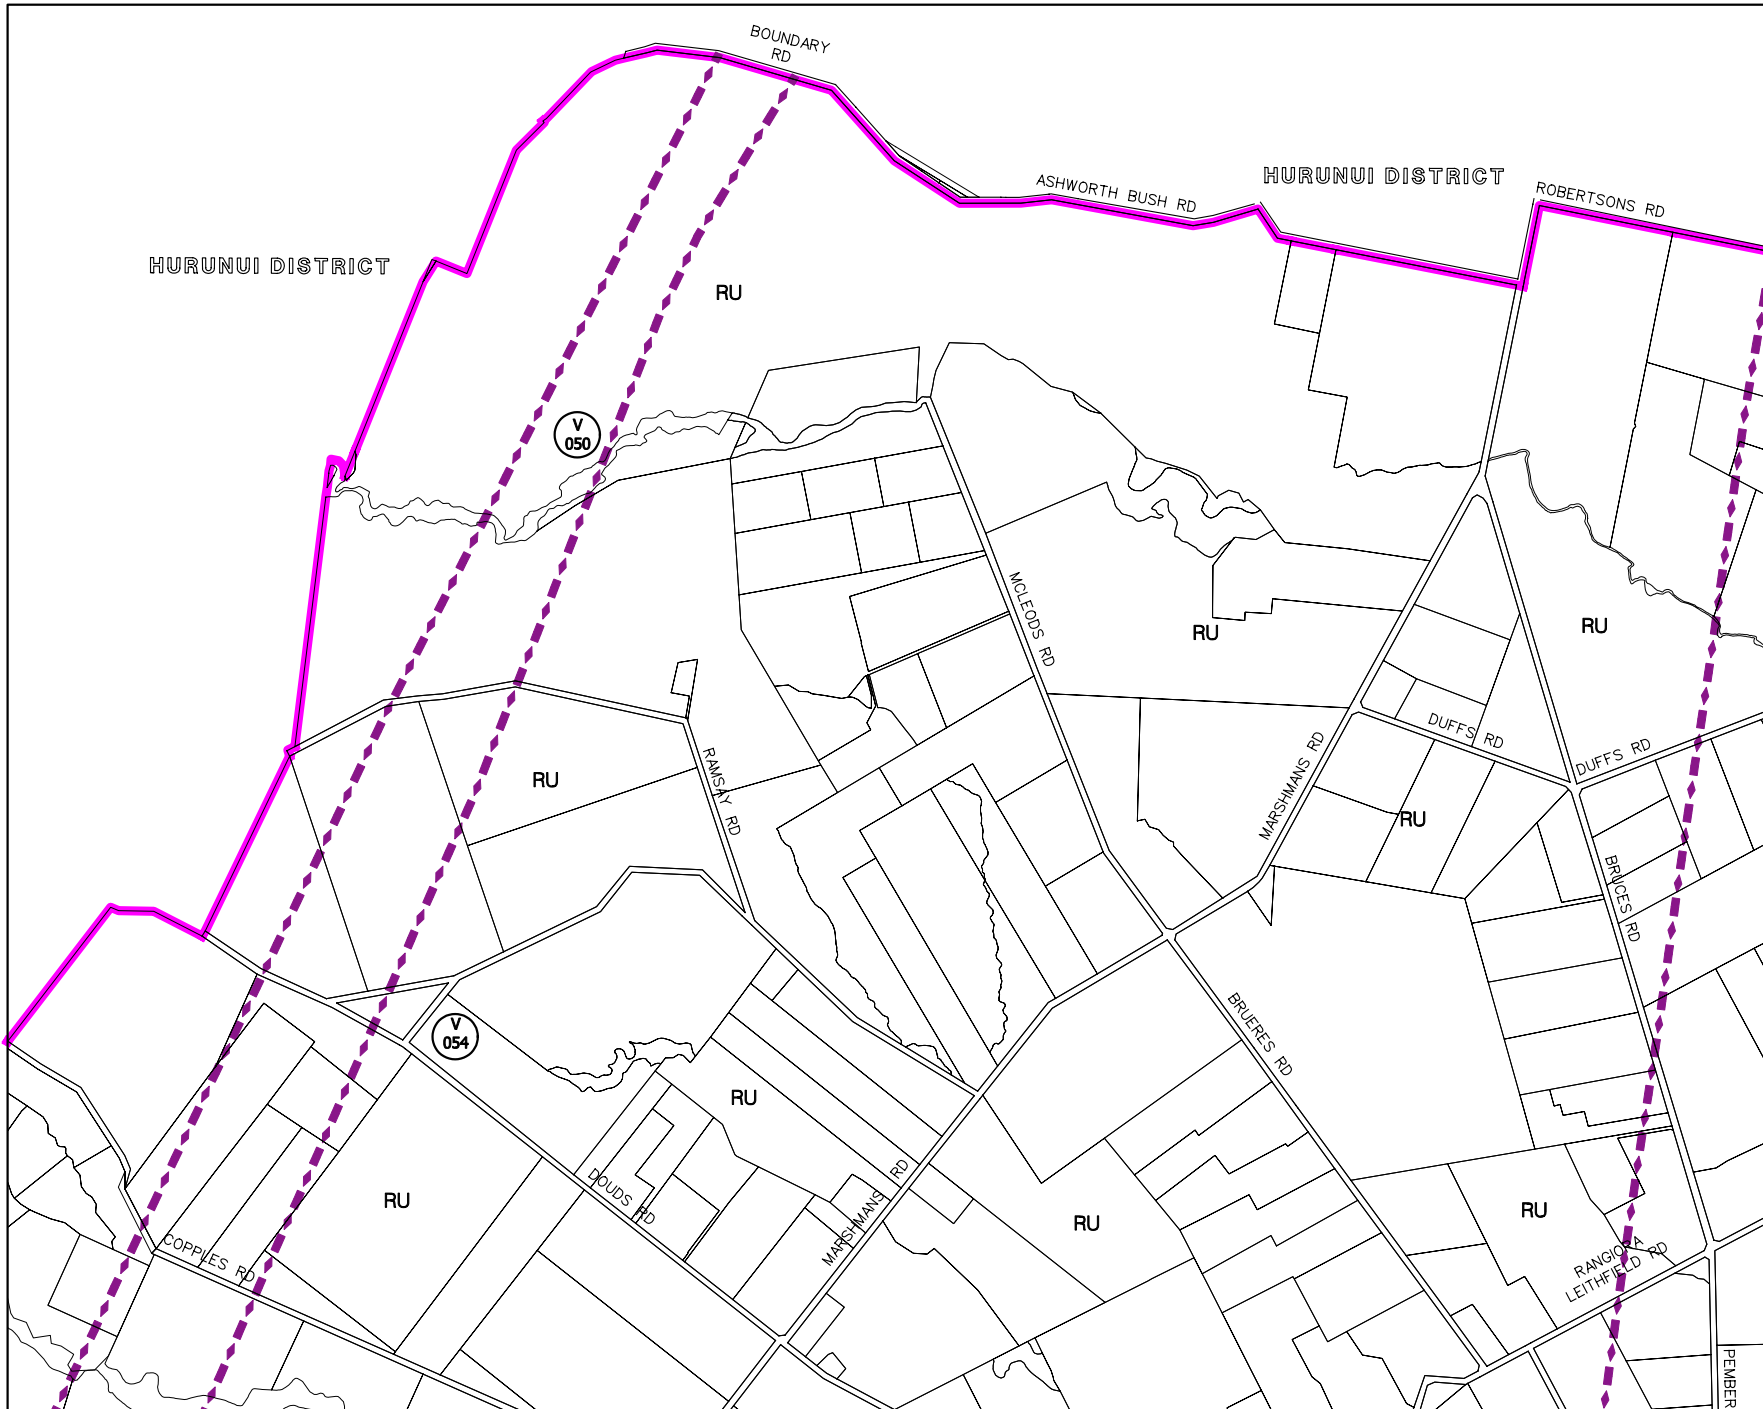 BOUNDARY
RD
HURUNUI DISTRICT
ASHWORTH BUSH RD
ROBERTSONS RD
HURUNUI DISTRICT
RU
V
050
MCLEODS RD
RU
RU
DUFFS RD
DUFFS RD
MARSHMANS RD
RAMSAY RD
RU
RU
BRUCES RD
BRUERES RD
V
054
RU
RU
DOUDS RD
MARSHMANS RD
RU
RU
COPPLES RD
RANGIORA
LEITHFIELD RD
PEMBER